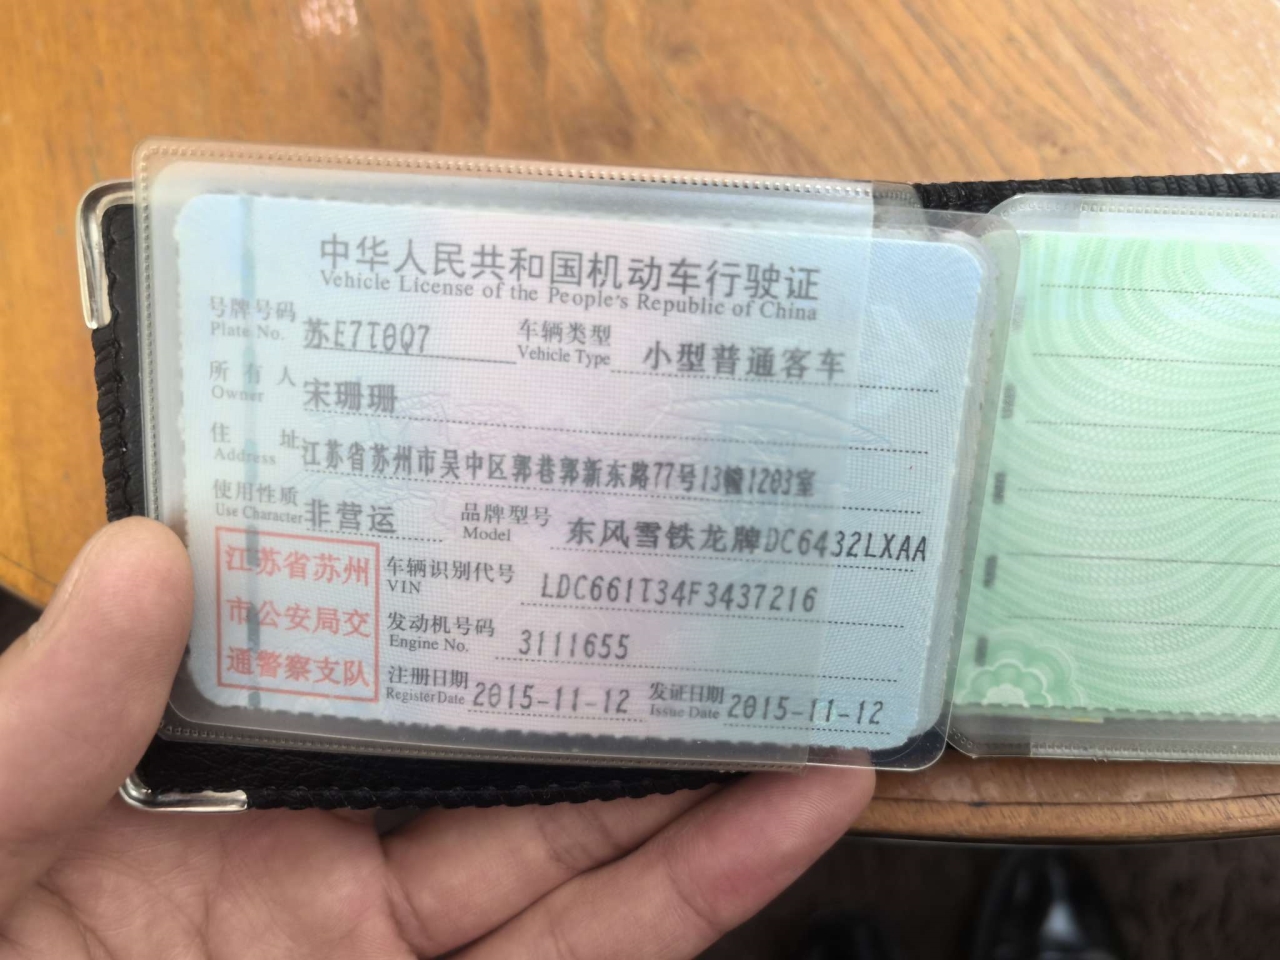 中华人民共和国机动车行驶证
Vehicle License of the People's Republic of China
号牌号码 苏E7T0Q7 车辆类型 小型普通客车
Plate No. Vehicle Type
所有人 宋珊珊
Owner
住址 江苏省苏州市吴中区郭巷郭新东路77号13幢1203室
Address
使用性质 非营运 品牌型号 东风雪铁龙牌DC6432LXAA
Use Character Model
江苏省苏州
市公安局交
通警察支队
车辆识别代号 LDC661T34F3437216
VIN
发动机号码 3111655
Engine No.
注册日期 2015-11-12 发证日期 2015-11-12
Register Date Issue Date